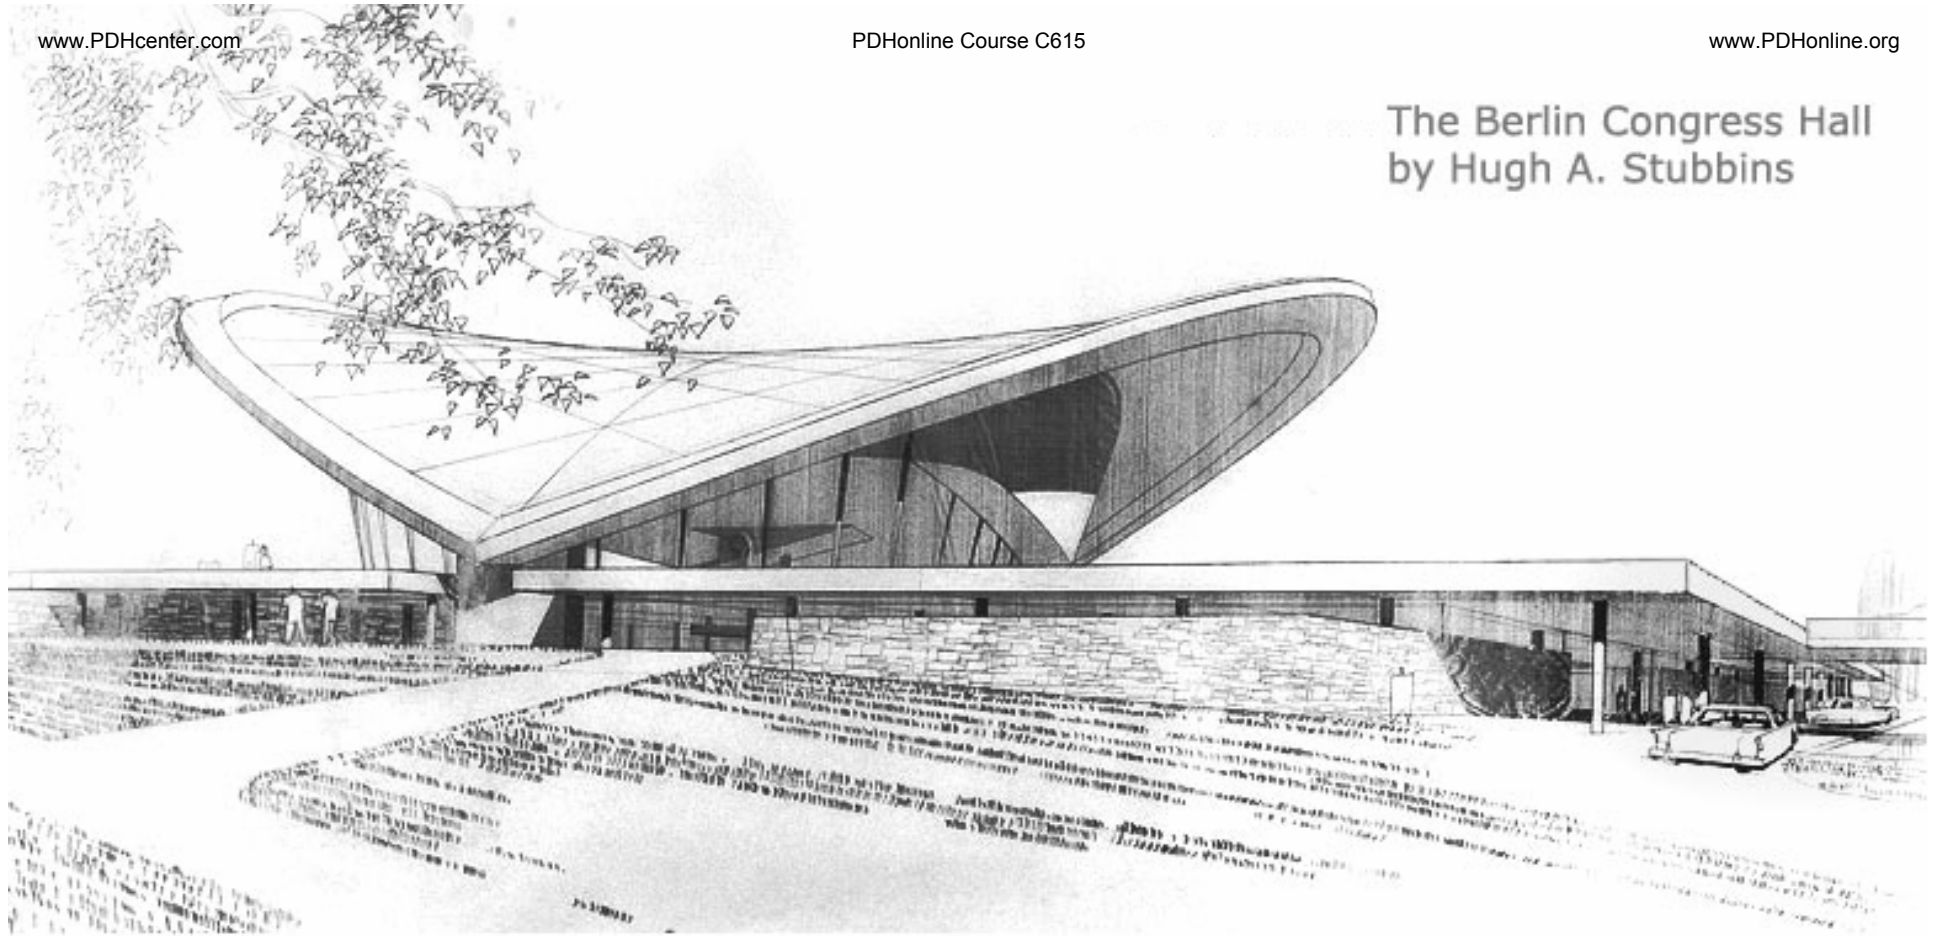 www.PDHcenter.com
PDHonline Course C615
www.PDHonline.org
The Berlin Congress Hall
by Hugh A. Stubbins